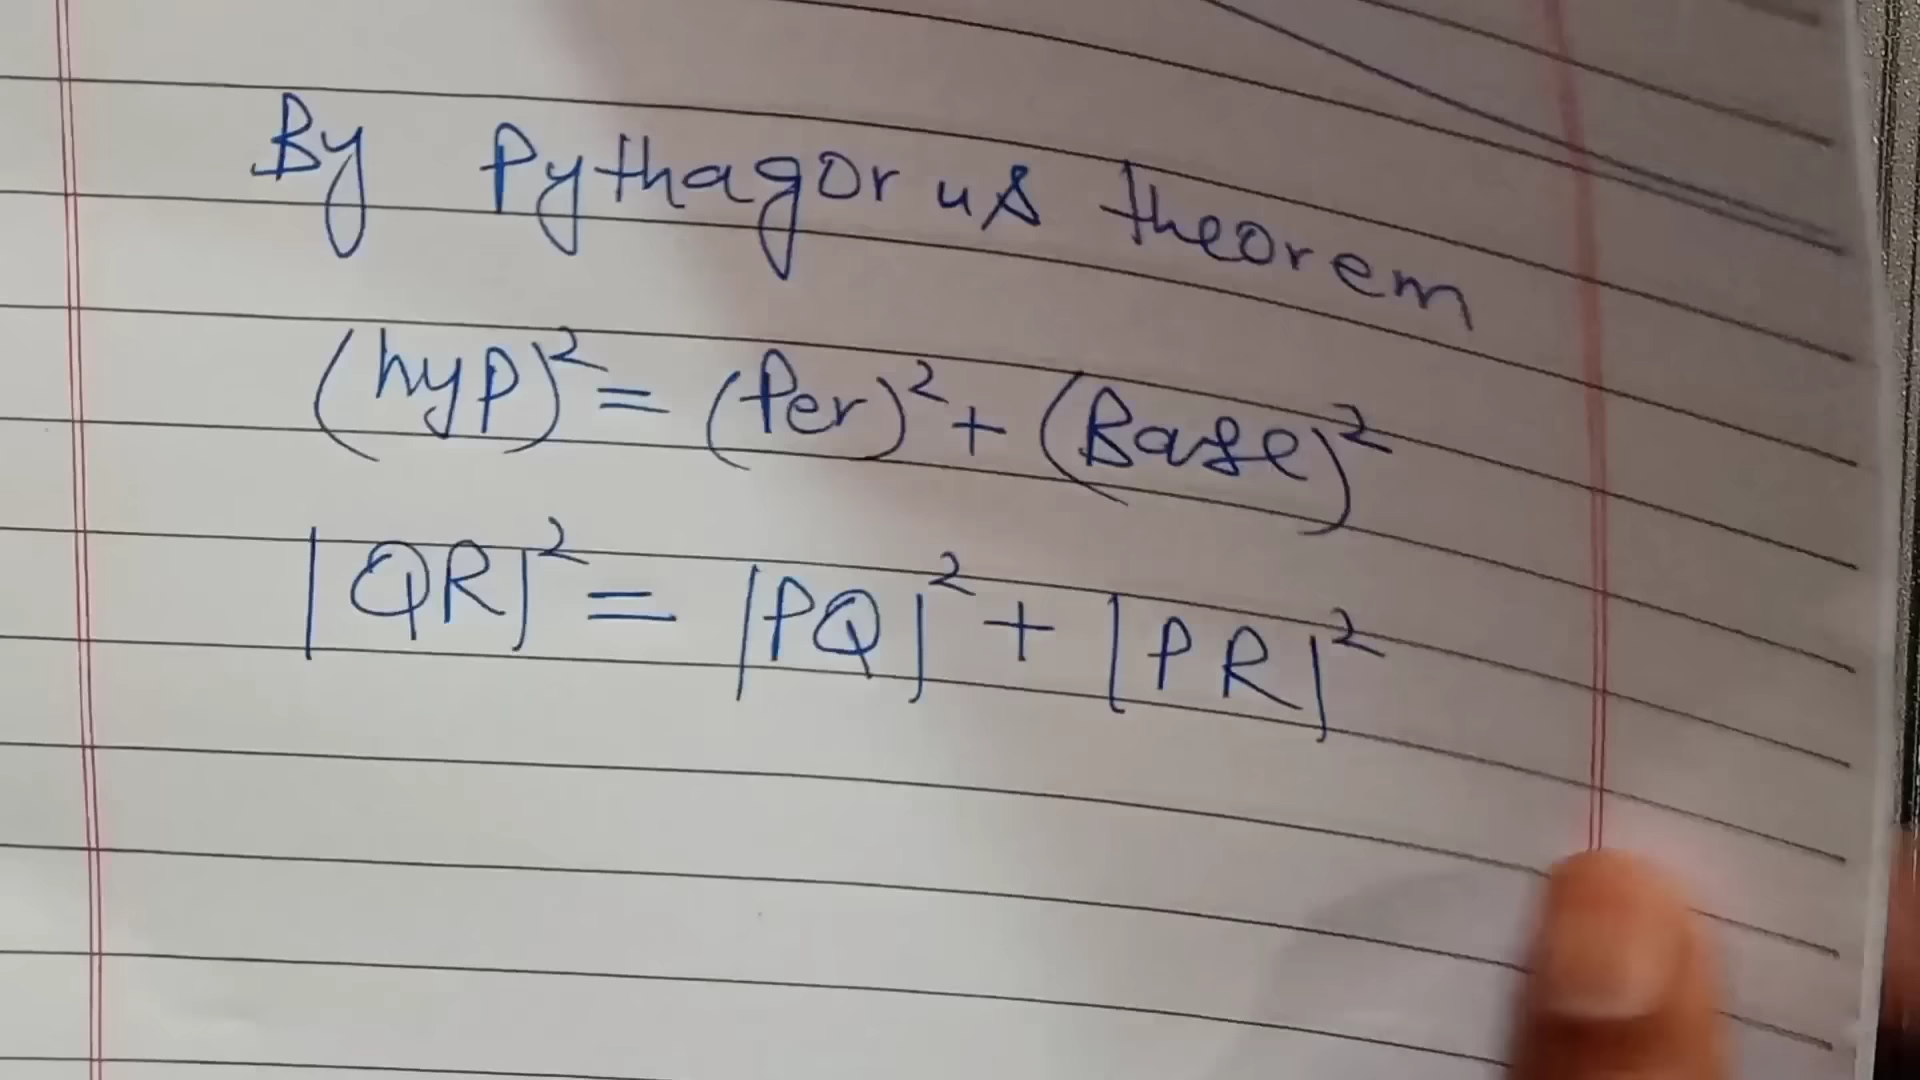 By Pythagorus theorem
(hyp)² = (Per)² + (Base)²
|QR|² = |PQ|² + |PR|²